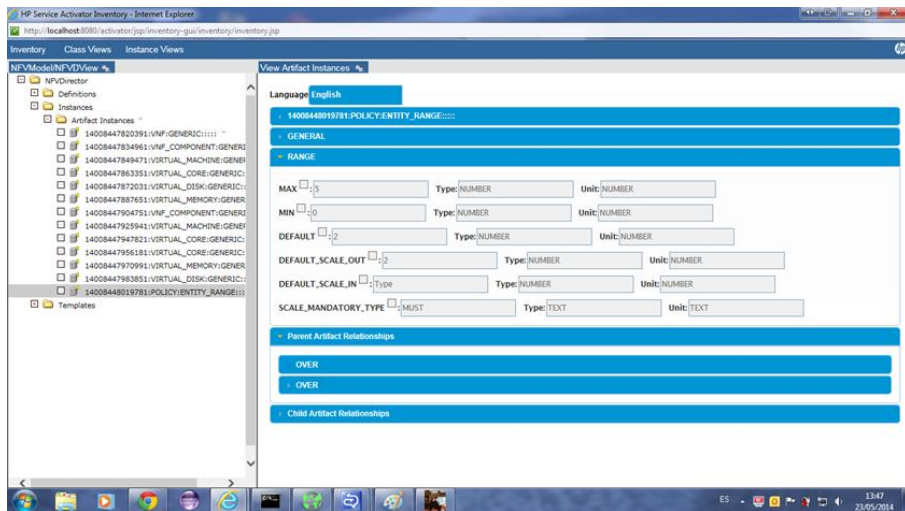 HP Service Activator Inventory - Internet Explorer
http://localhost:8080/activator/jsp/inventory-gui/inventory/inventory.jsp
Inventory Class Views Instance Views
NFVModel/NFVDView
NFVDirector
Definitions
Instances
Artifact Instances
14008447820391:VNF:GENERIC:::::
14008447834961:VNF_COMPONENT:GENERI
14008447849471:VIRTUAL_MACHINE:GENER
14008447863351:VIRTUAL_CORE:GENERIC:
14008447872031:VIRTUAL_DISK:GENERIC::
14008447887651:VIRTUAL_MEMORY:GENER
14008447904751:VNF_COMPONENT:GENERI
14008447925941:VIRTUAL_MACHINE:GENER
14008447947821:VIRTUAL_CORE:GENERIC:
14008447956181:VIRTUAL_CORE:GENERIC:
14008447970991:VIRTUAL_MEMORY:GENER
14008447983851:VIRTUAL_DISK:GENERIC::
14008448019781:POLICY:ENTITY_RANGE:::
Templates
View Artifact Instances
Language English
14008448019781:POLICY:ENTITY_RANGE:::::
GENERAL
RANGE
MAX : 5 Type: NUMBER Unit: NUMBER
MIN : 0 Type: NUMBER Unit: NUMBER
DEFAULT : 2 Type: NUMBER Unit: NUMBER
DEFAULT_SCALE_OUT : 2 Type: NUMBER Unit: NUMBER
DEFAULT_SCALE_IN : Type Type: NUMBER Unit: NUMBER
SCALE_MANDATORY_TYPE : MUST Type: TEXT Unit: TEXT
Parent Artifact Relationships
OVER
OVER
Child Artifact Relationships
ES
13:47
23/05/2014